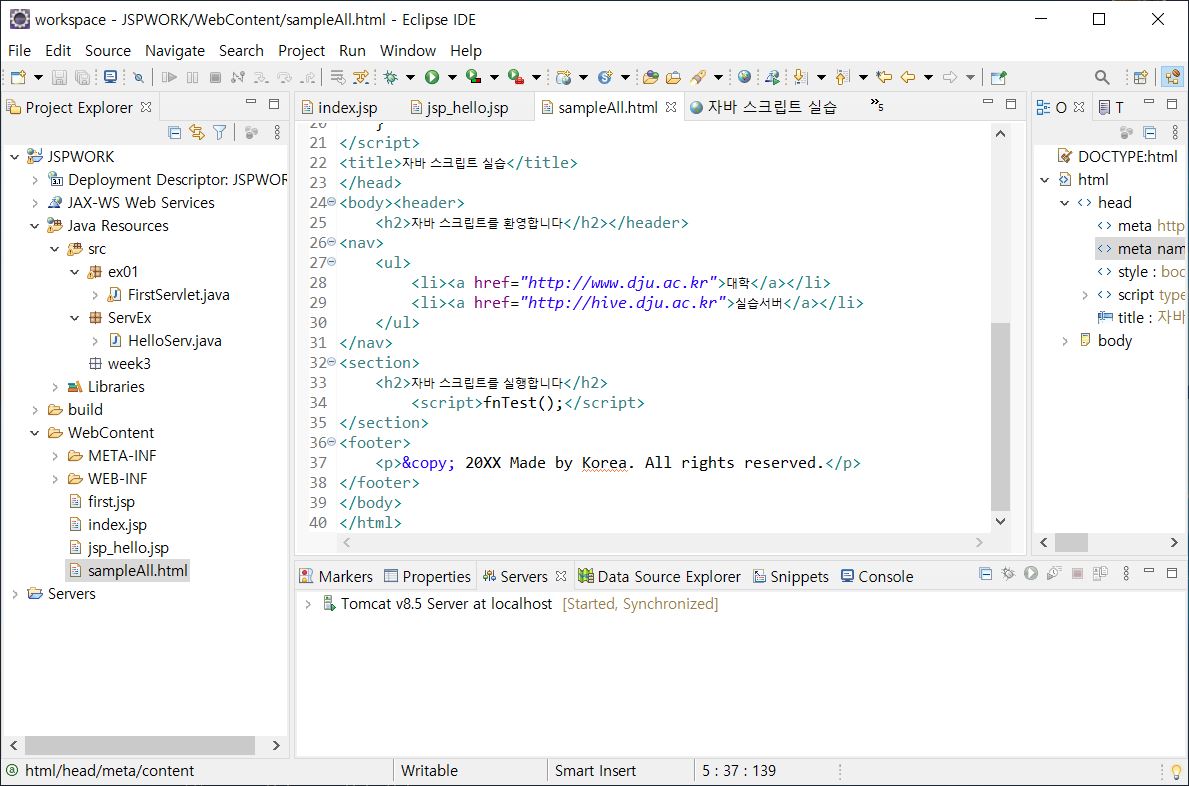 workspace - JSPWORK/WebContent/sampleAll.html - Eclipse IDE
File Edit Source Navigate Search Project Run Window Help
Project Explorer
JSPWORK
Deployment Descriptor: JSPWOR
JAX-WS Web Services
Java Resources
src
ex01
FirstServlet.java
ServEx
HelloServ.java
week3
Libraries
build
WebContent
META-INF
WEB-INF
first.jsp
index.jsp
jsp_hello.jsp
sampleAll.html
Servers
index.jsp jsp_hello.jsp sampleAll.html 자바 스크립트 실습 »5
20 }
21 </script>
22 <title>자바 스크립트 실습</title>
23 </head>
24 <body><header>
25 <h2>자바 스크립트를 환영합니다</h2></header>
26 <nav>
27 <ul>
28 <li><a href="http://www.dju.ac.kr">대학</a></li>
29 <li><a href="http://hive.dju.ac.kr">실습서버</a></li>
30 </ul>
31 </nav>
32 <section>
33 <h2>자바 스크립트를 실행합니다</h2>
34 <script>fnTest();</script>
35 </section>
36 <footer>
37 <p>&copy; 20XX Made by Korea. All rights reserved.</p>
38 </footer>
39 </body>
40 </html>
O T
DOCTYPE:html
html
head
meta http
meta nam
style : boc
script type
title : 자바
body
Markers Properties Servers Data Source Explorer Snippets Console
Tomcat v8.5 Server at localhost [Started, Synchronized]
html/head/meta/content Writable Smart Insert 5 : 37 : 139